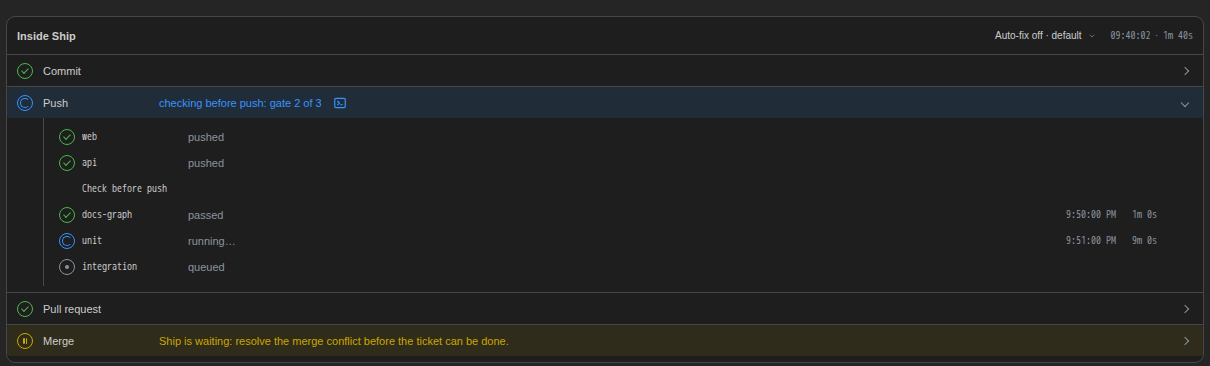 Inside Ship
Auto-fix off · default 09:40:02 · 1m 40s
Commit
Push checking before push: gate 2 of 3
web pushed
api pushed
Check before push
docs-graph passed 9:50:00 PM 1m 0s
unit running… 9:51:00 PM 9m 0s
integration queued
Pull request
Merge Ship is waiting: resolve the merge conflict before the ticket can be done.